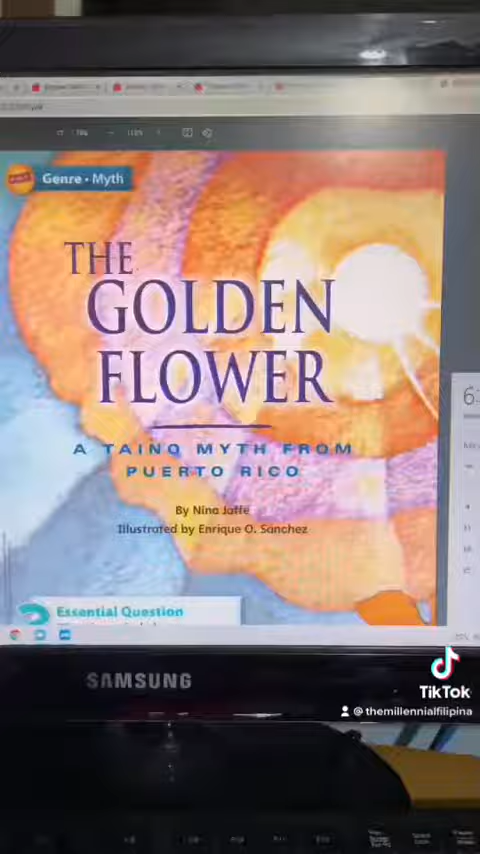 Genre • Myth
THE
GOLDEN
FLOWER
A TAINO MYTH FROM
PUERTO RICO
By Nina Jaffe
Illustrated by Enrique O. Sánchez
Essential Question
SAMSUNG
TikTok
@themillennialfilipina